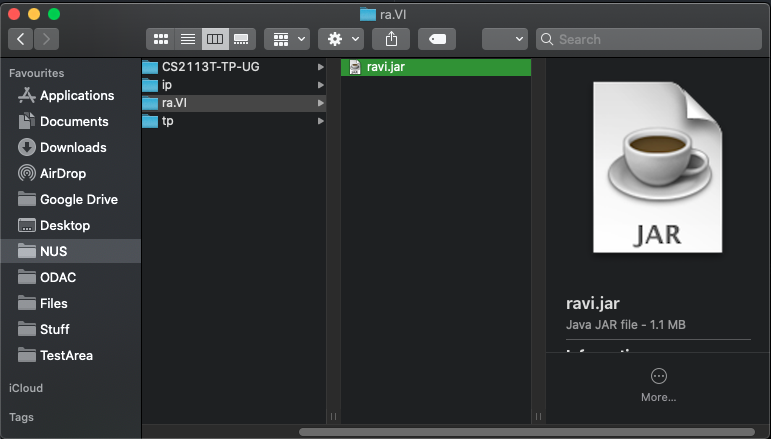 ra.VI
Search
Favourites
Applications
Documents
Downloads
AirDrop
Google Drive
Desktop
NUS
ODAC
Files
Stuff
TestArea
iCloud
Tags
CS2113T-TP-UG
ip
ra.VI
tp
ravi.jar
JAR
ravi.jar
Java JAR file - 1.1 MB
More...